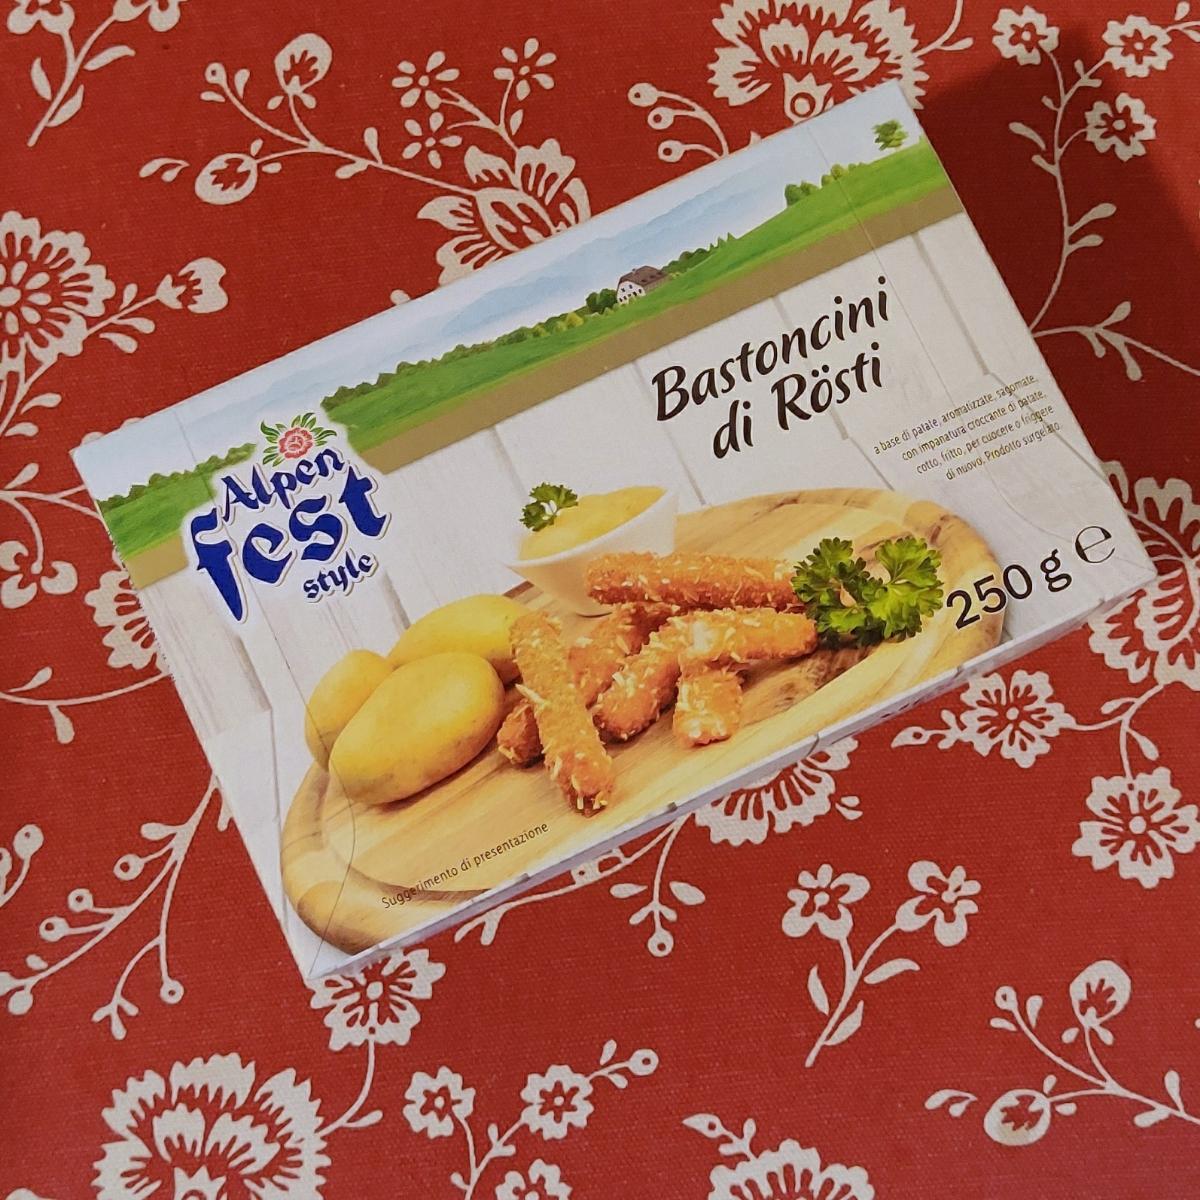 Bastoncini
di Rösti
a base di patate, aromatizzate, sagomate,
con impanatura croccante di patate,
cotto, fritto, per cuocere o friggere
di nuovo. Prodotto surgelato.
Alpen
fest
style
250 g e
Suggerimento di presentazione